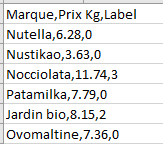 Marque,Prix Kg,Label
Nutella,6.28,0
Nustikao,3.63,0
Nocciolata,11.74,3
Patamilka,7.79,0
Jardin bio,8.15,2
Ovomaltine,7.36,0